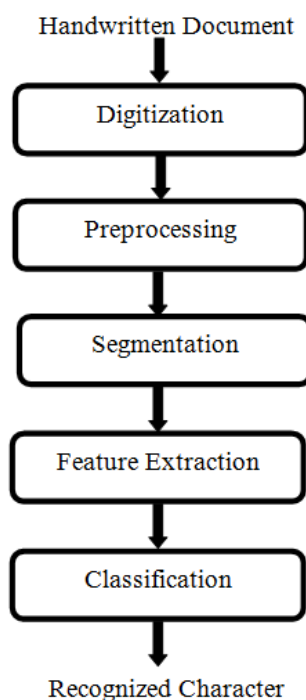 Handwritten Document
Digitization
Preprocessing
Segmentation
Feature Extraction
Classification
Recognized Character